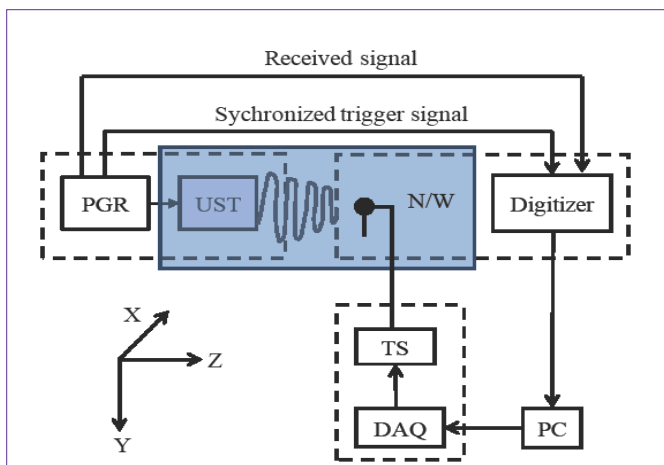 Received signal
Sychronized trigger signal
PGR
UST
N/W
Digitizer
X
Z
Y
TS
DAQ
PC